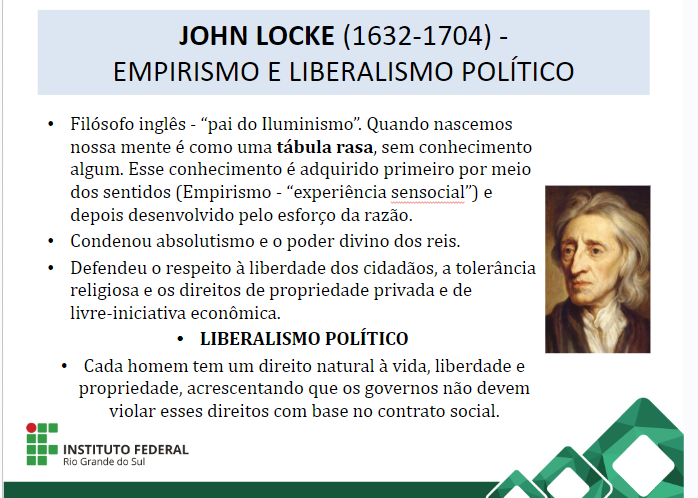 JOHN LOCKE (1632-1704) -
EMPIRISMO E LIBERALISMO POLÍTICO
• Filósofo inglês - “pai do Iluminismo”. Quando nascemos
nossa mente é como uma tábula rasa, sem conhecimento
algum. Esse conhecimento é adquirido primeiro por meio
dos sentidos (Empirismo - “experiência sensocial”) e
depois desenvolvido pelo esforço da razão.
• Condenou absolutismo e o poder divino dos reis.
• Defendeu o respeito à liberdade dos cidadãos, a tolerância
religiosa e os direitos de propriedade privada e de
livre-iniciativa econômica.
• LIBERALISMO POLÍTICO
• Cada homem tem um direito natural à vida, liberdade e
propriedade, acrescentando que os governos não devem
violar esses direitos com base no contrato social.
INSTITUTO FEDERAL
Rio Grande do Sul